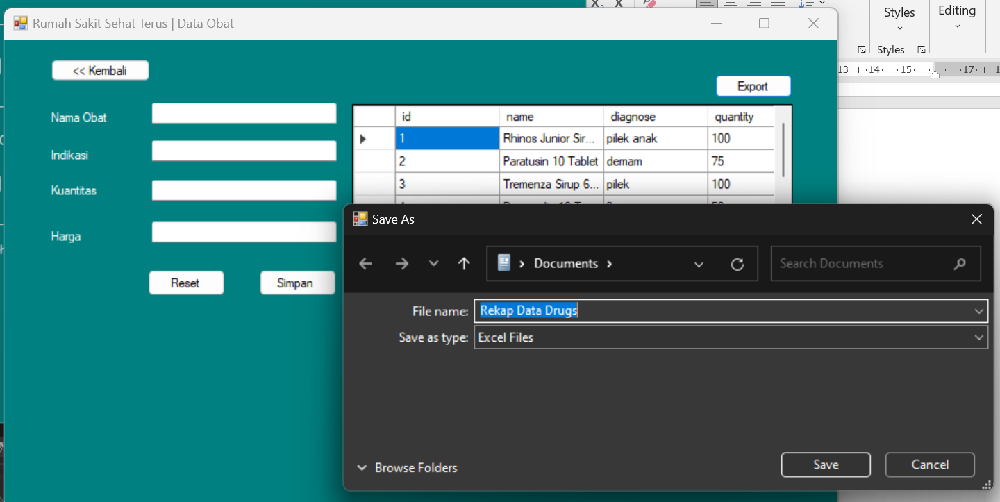 Rumah Sakit Sehat Terus | Data Obat
Styles
Editing
Styles
13 14 15 17
<< Kembali
Export
Nama Obat
Indikasi
Kuantitas
Harga
Reset
Simpan
id name diagnose quantity
1 Rhinos Junior Sir... pilek anak 100
2 Paratusin 10 Tablet demam 75
3 Tremenza Sirup 6... pilek 100
Save As
Documents
Search Documents
File name: Rekap Data Drugs
Save as type: Excel Files
Browse Folders
Save
Cancel